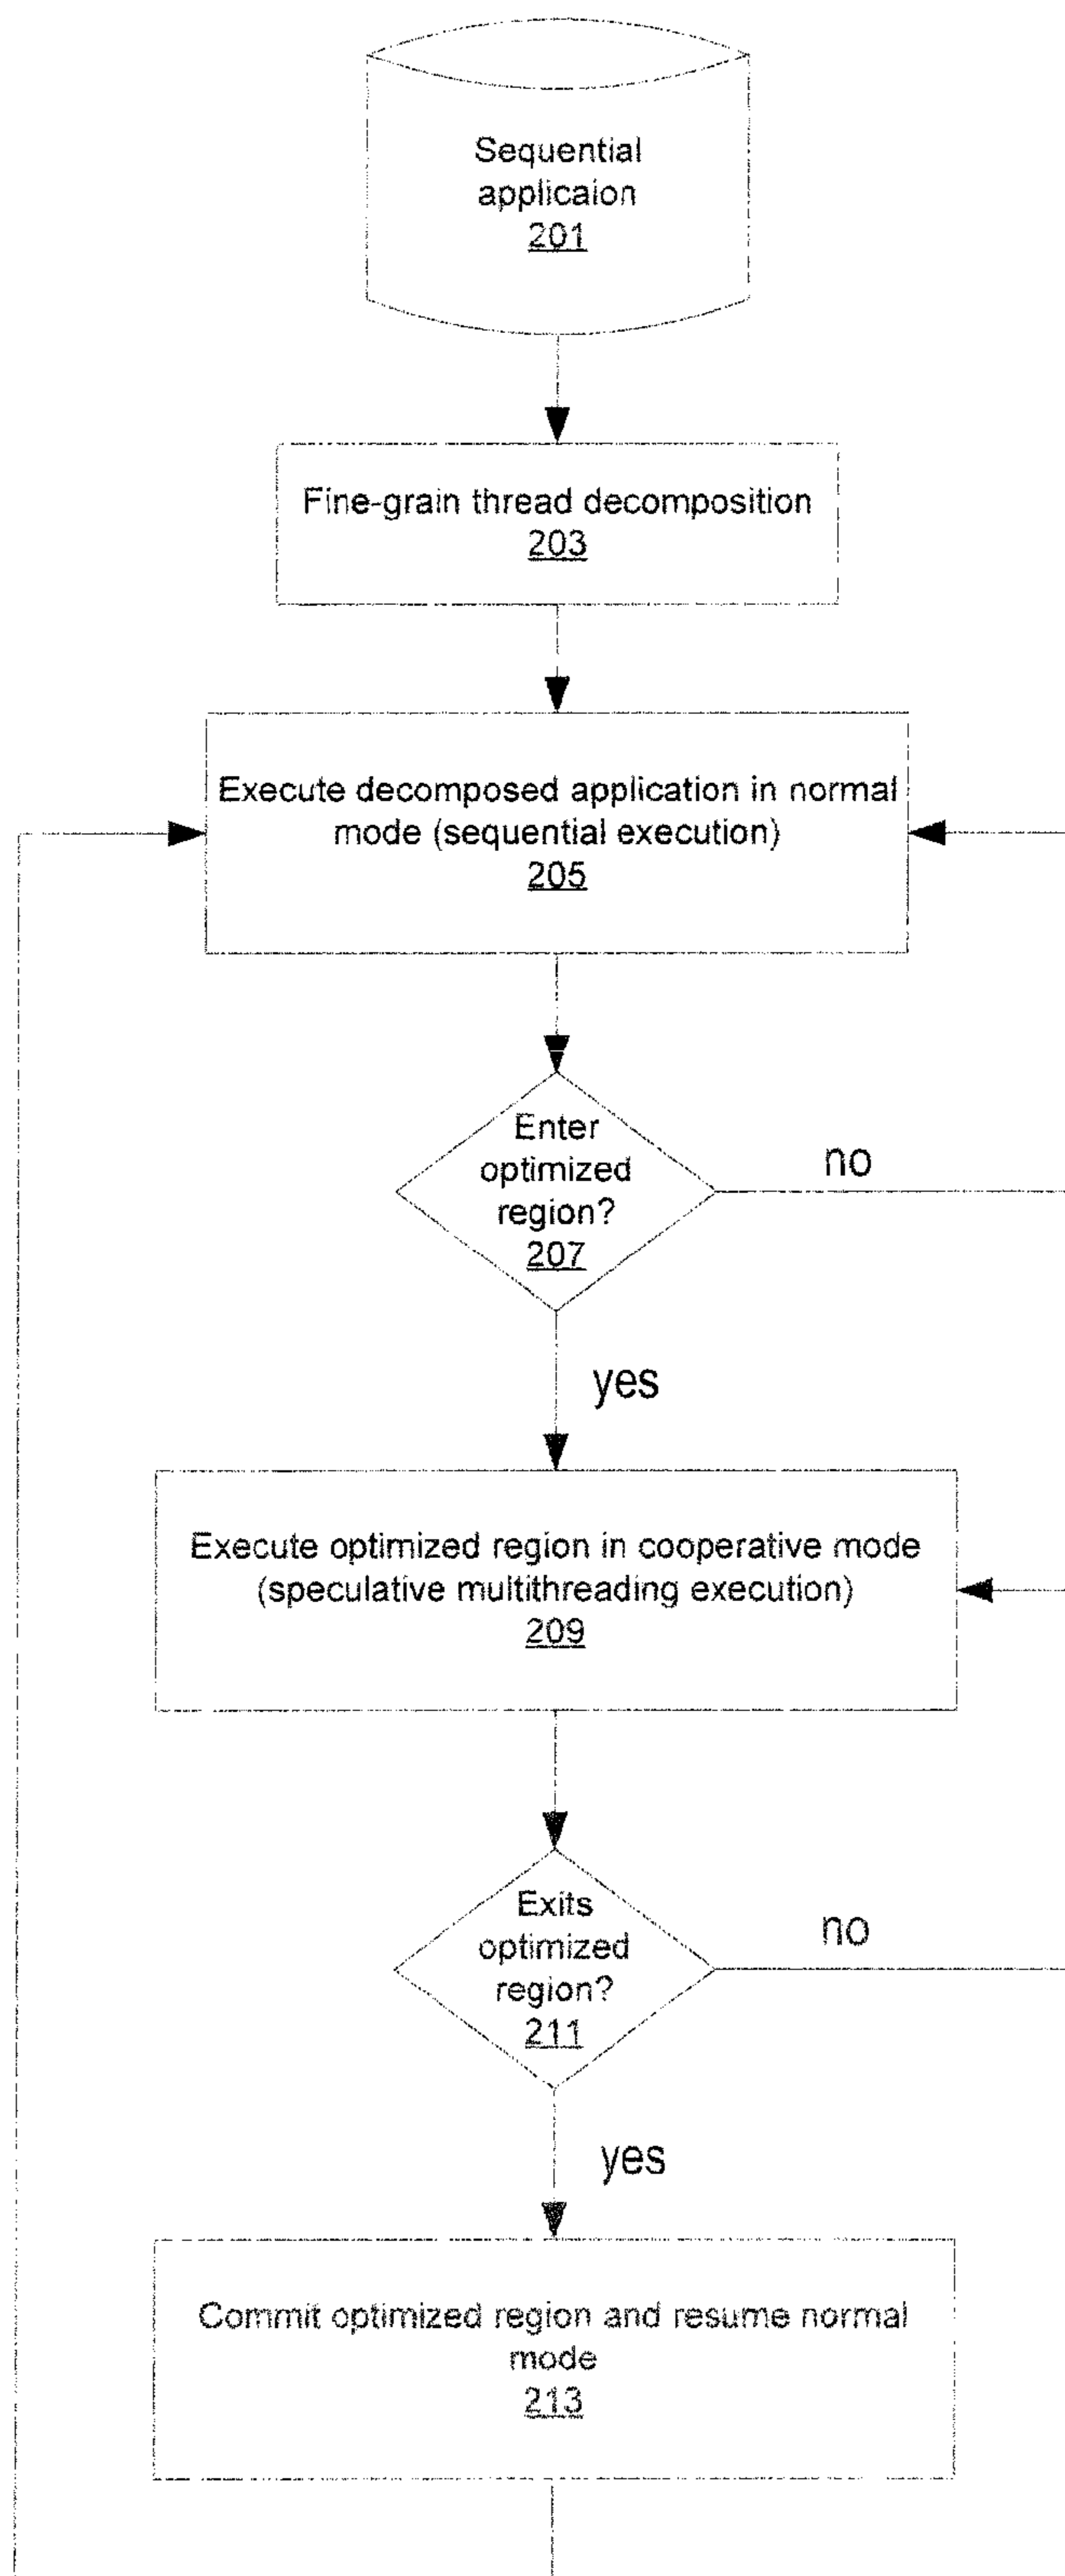 Sequential
applicaion
201
Fine-grain thread decomposition
203
Execute decomposed application in normal
mode (sequential execution)
205
Enter
optimized
region?
207
no
yes
Execute optimized region in cooperative mode
(speculative multithreading execution)
209
Exits
optimized
region?
211
no
yes
Commit optimized region and resume normal
mode
213